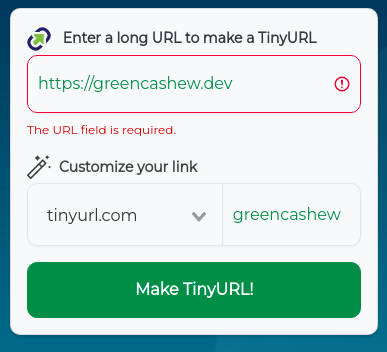 Enter a long URL to make a TinyURL
https://greencashew.dev
The URL field is required.
Customize your link
tinyurl.com
greencashew
Make TinyURL!